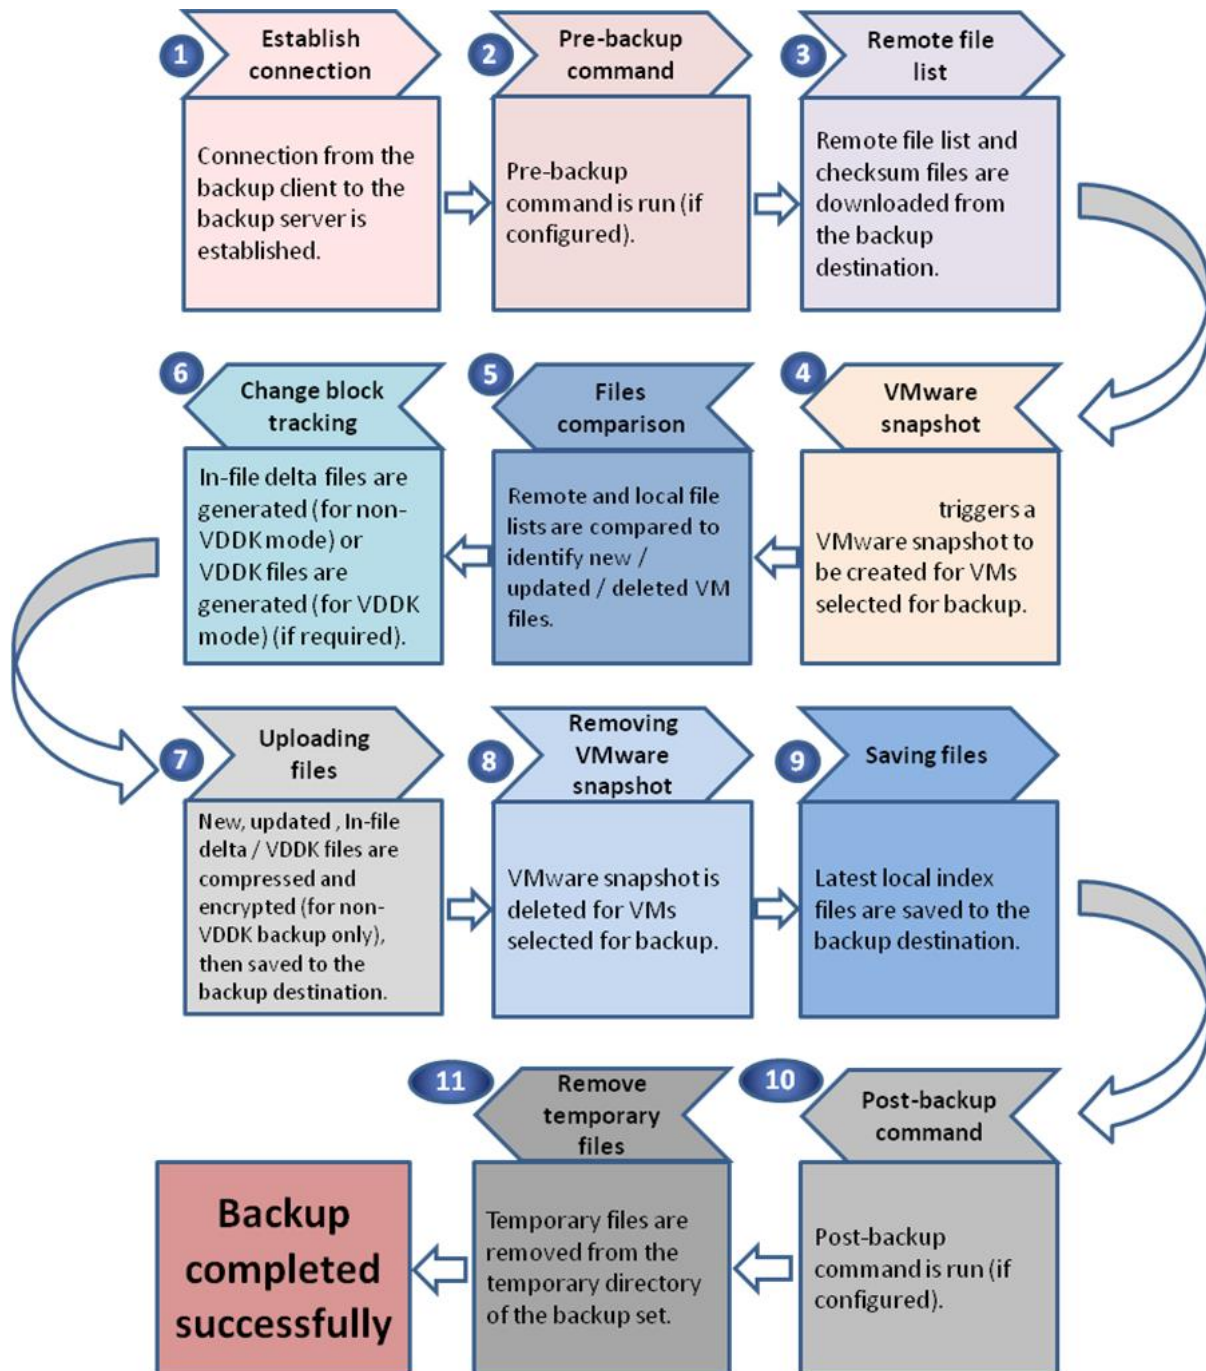 1
Establish
connection
Connection from the
backup client to the
backup server is
established.
2
Pre-backup
command
Pre-backup
command is run (if
configured).
3
Remote file
list
Remote file list and
checksum files are
downloaded from
the backup
destination.
4
VMware
snapshot
triggers a
VMware snapshot to
be created for VMs
selected for backup.
5
Files
comparison
Remote and local file
lists are compared to
identify new /
updated / deleted VM
files.
6
Change block
tracking
In-file delta files are
generated (for non-
VDDK mode) or
VDDK files are
generated (for VDDK
mode) (if required).
7
Uploading
files
New, updated , In-file
delta / VDDK files are
compressed and
encrypted (for non-
VDDK backup only),
then saved to the
backup destination.
8
Removing
VMware
snapshot
VMware snapshot is
deleted for VMs
selected for backup.
9
Saving files
Latest local index
files are saved to the
backup destination.
10
Post-backup
command
Post-backup
command is run (if
configured).
11
Remove
temporary
files
Temporary files are
removed from the
temporary directory
of the backup set.
Backup
completed
successfully